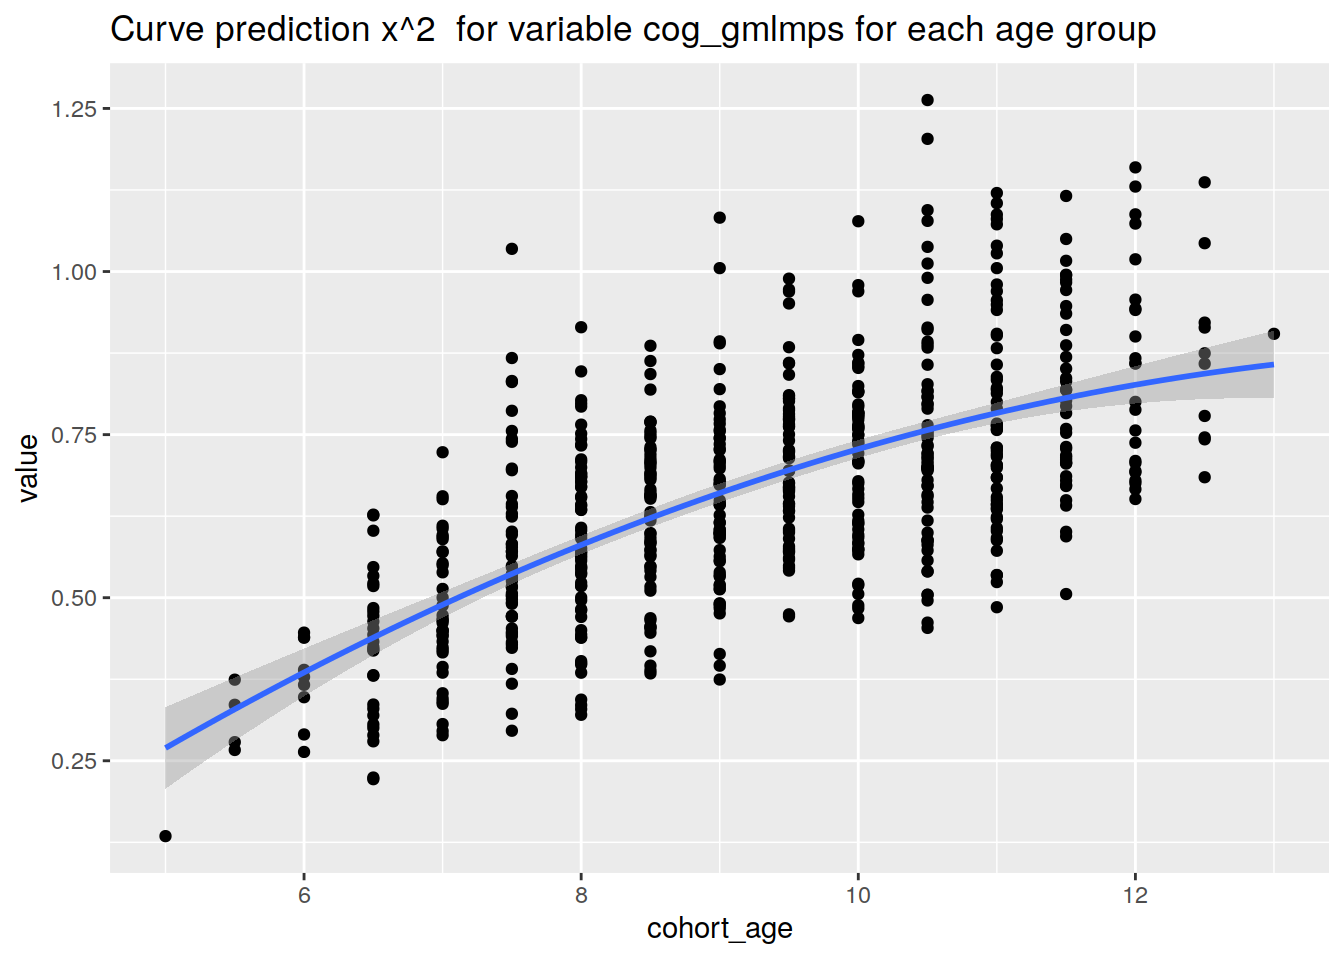 Curve prediction x^2  for variable cog_gmlmps for each age group
1.25
1.00
0.75
0.50
0.25
value
6 8 10 12
cohort_age